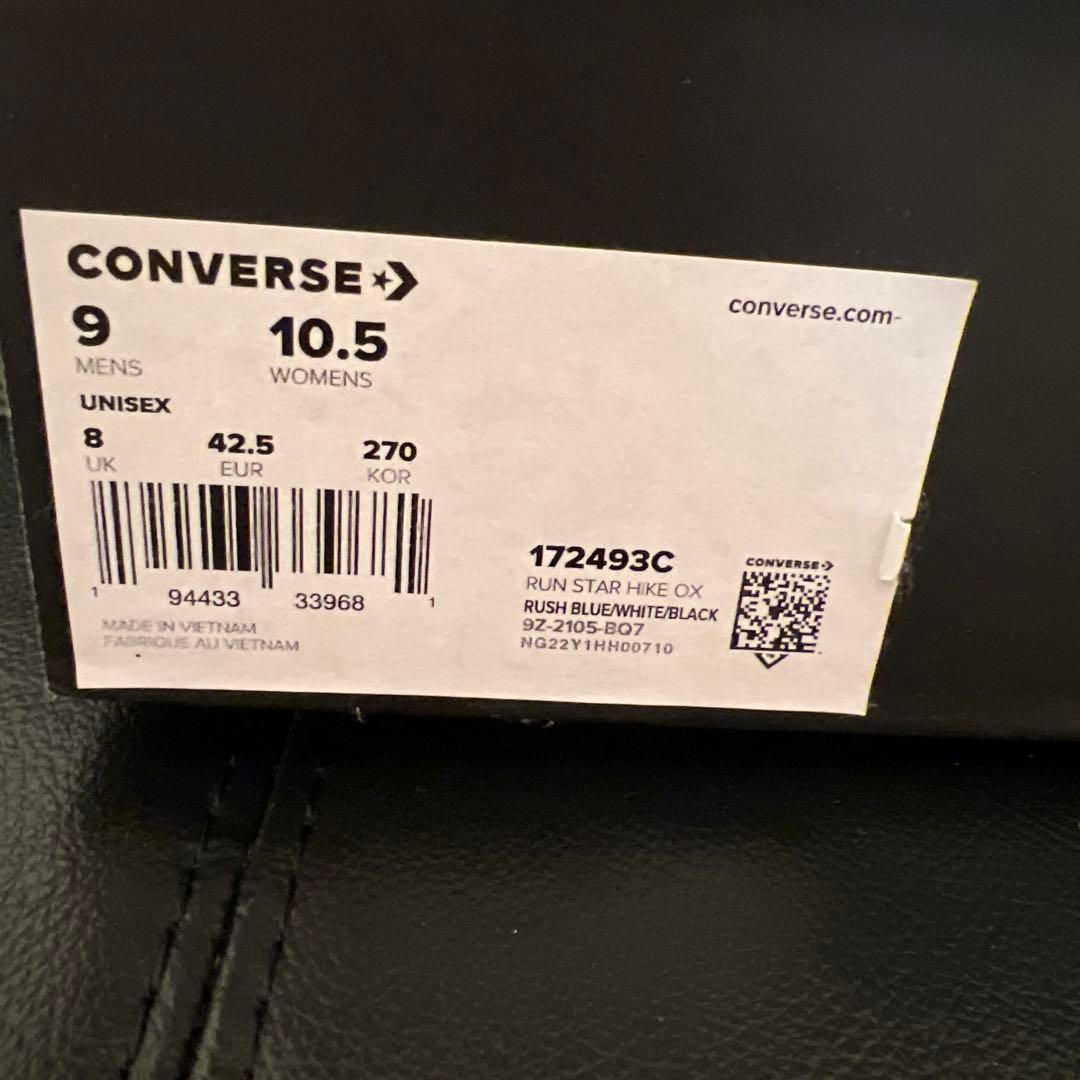 CONVERSE
converse.com-
9 10.5
MENS WOMENS
UNISEX
8 42.5 270
UK EUR KOR
1 94433 33968 1
MADE IN VIETNAM
FABRIQUE AU VIETNAM
172493C
RUN STAR HIKE OX
RUSH BLUE/WHITE/BLACK
9Z-2105-BQ7
NG22Y1HH00710
CONVERSE